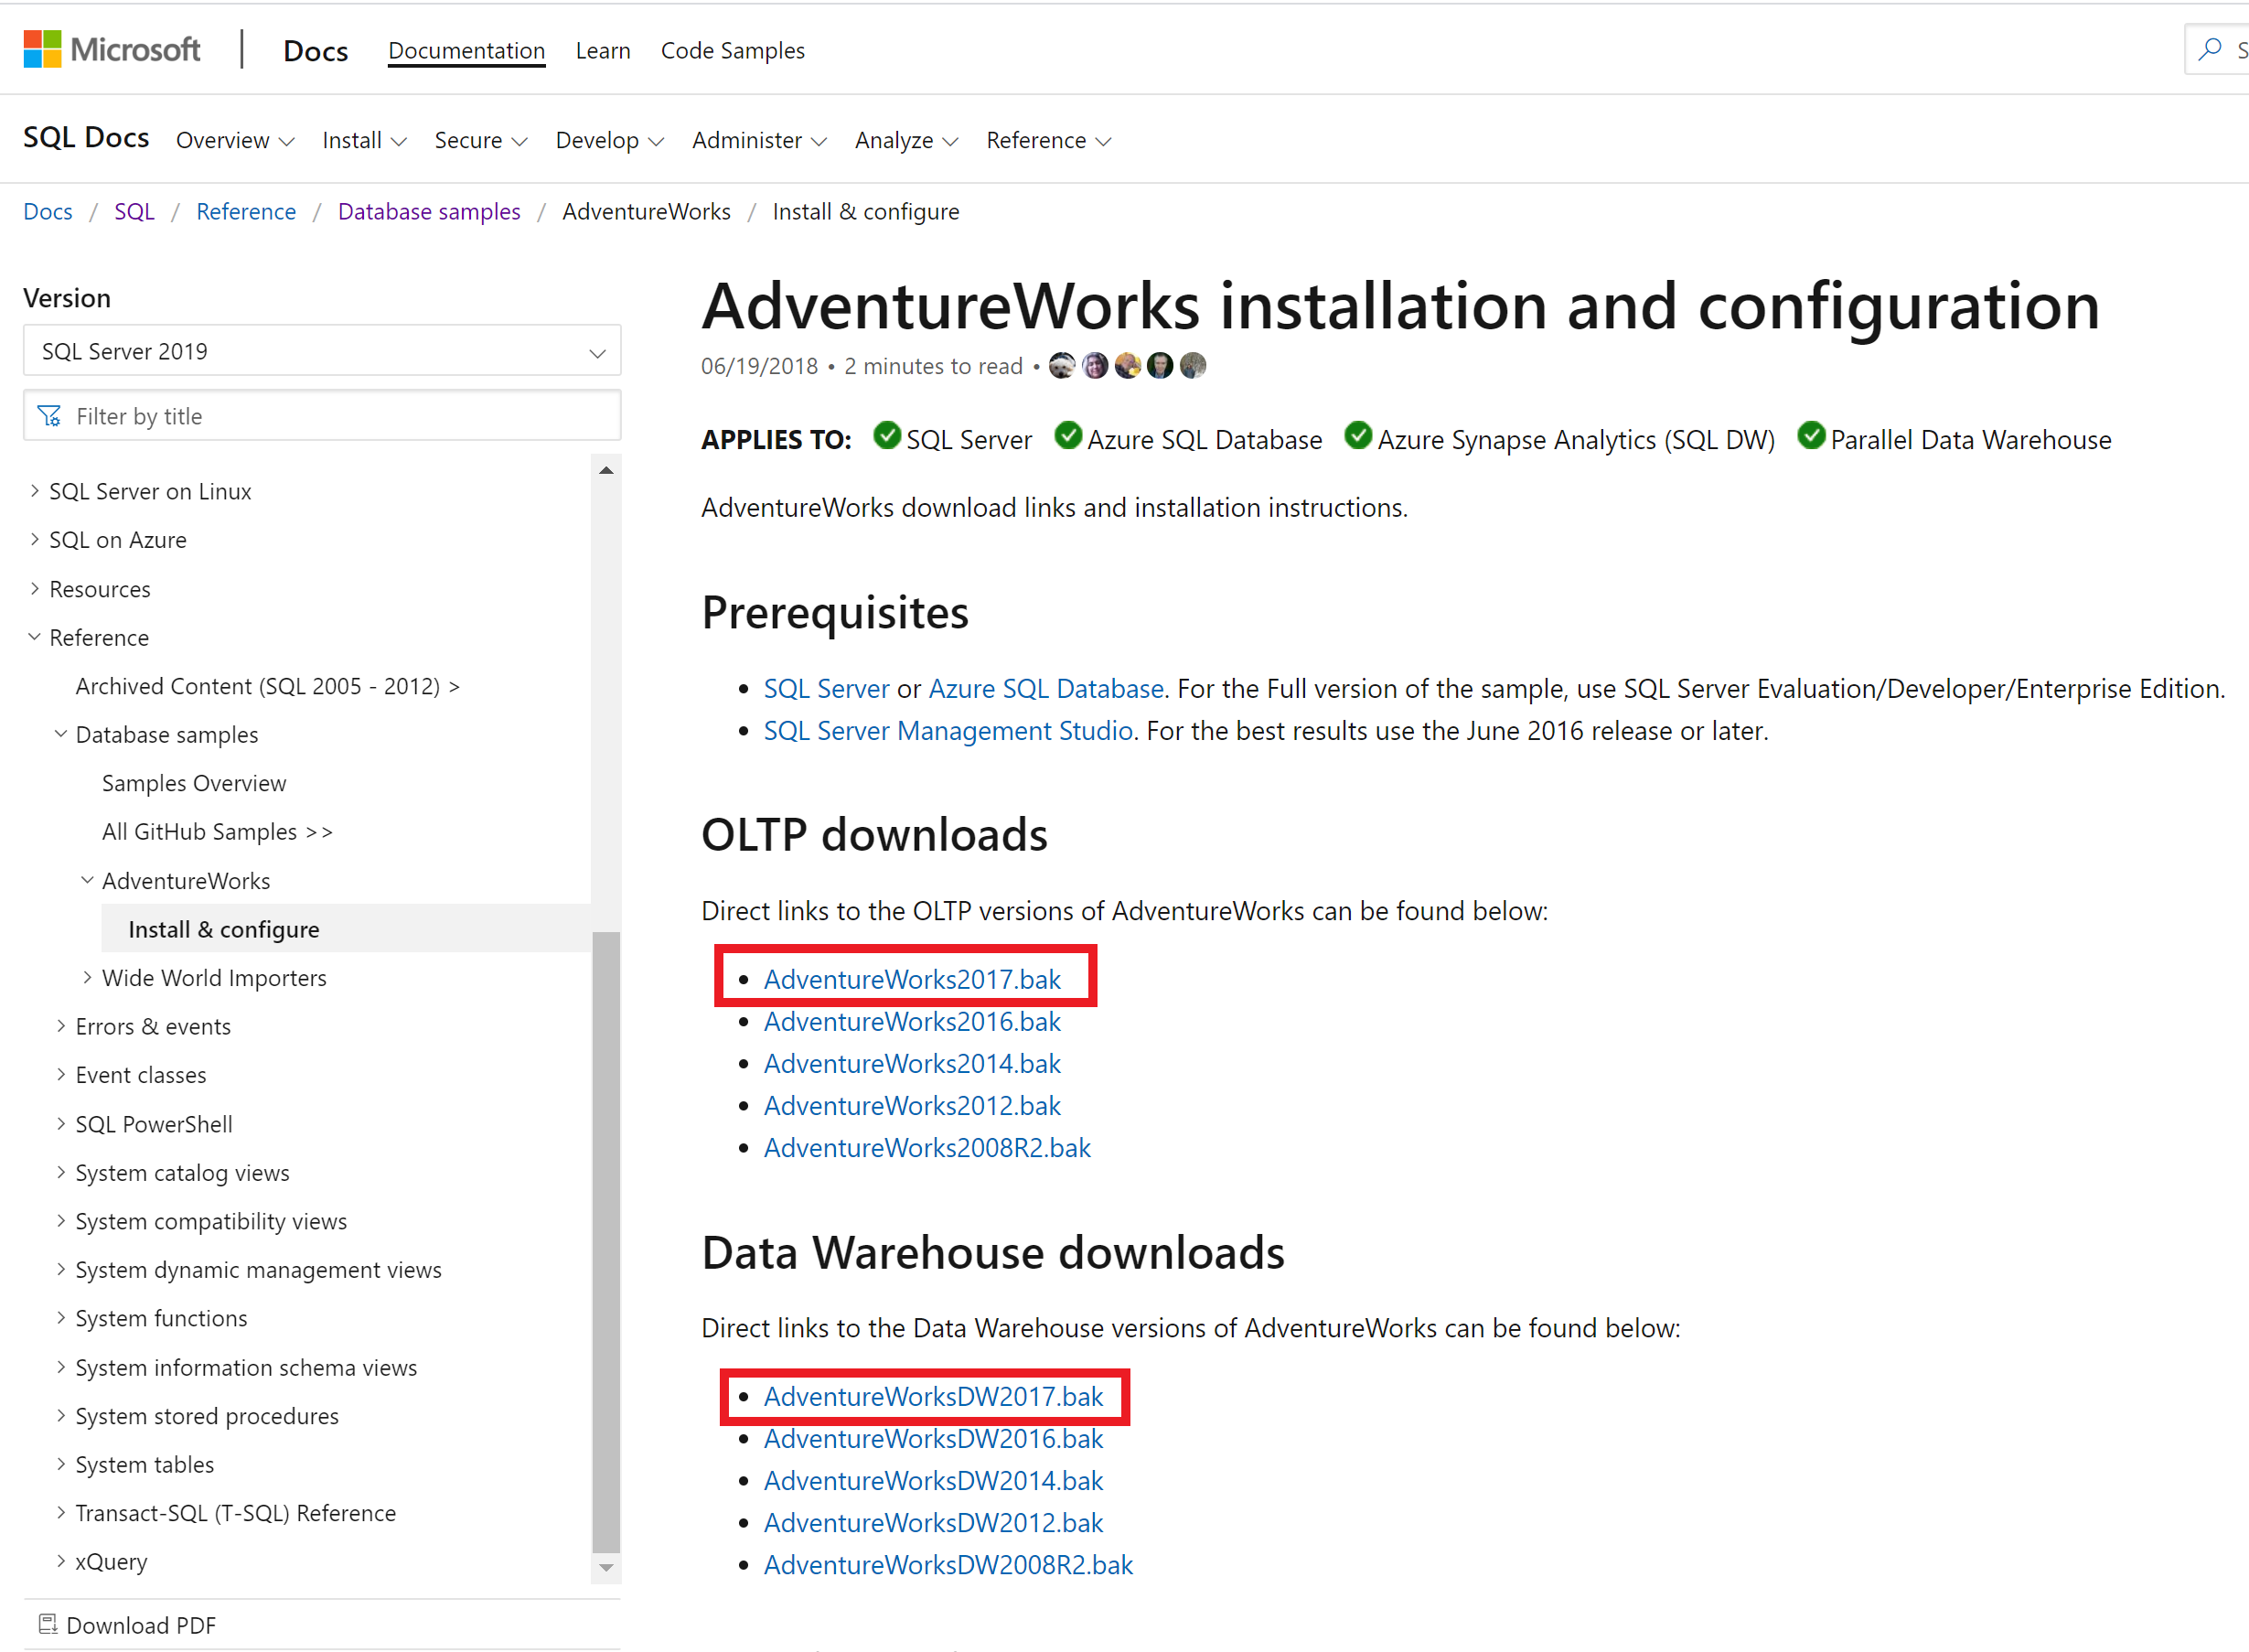 Microsoft | Docs Documentation Learn Code Samples S
SQL Docs Overview Install Secure Develop Administer Analyze Reference
Docs / SQL / Reference / Database samples / AdventureWorks / Install & configure
Version
SQL Server 2019
Filter by title
SQL Server on Linux
SQL on Azure
Resources
Reference
Archived Content (SQL 2005 - 2012) >
Database samples
Samples Overview
All GitHub Samples >>
AdventureWorks
Install & configure
Wide World Importers
Errors & events
Event classes
SQL PowerShell
System catalog views
System compatibility views
System dynamic management views
System functions
System information schema views
System stored procedures
System tables
Transact-SQL (T-SQL) Reference
xQuery
Download PDF
AdventureWorks installation and configuration
06/19/2018 • 2 minutes to read •
APPLIES TO: SQL Server Azure SQL Database Azure Synapse Analytics (SQL DW) Parallel Data Warehouse
AdventureWorks download links and installation instructions.
Prerequisites
• SQL Server or Azure SQL Database. For the Full version of the sample, use SQL Server Evaluation/Developer/Enterprise Edition.
• SQL Server Management Studio. For the best results use the June 2016 release or later.
OLTP downloads
Direct links to the OLTP versions of AdventureWorks can be found below:
• AdventureWorks2017.bak
• AdventureWorks2016.bak
• AdventureWorks2014.bak
• AdventureWorks2012.bak
• AdventureWorks2008R2.bak
Data Warehouse downloads
Direct links to the Data Warehouse versions of AdventureWorks can be found below:
• AdventureWorksDW2017.bak
• AdventureWorksDW2016.bak
• AdventureWorksDW2014.bak
• AdventureWorksDW2012.bak
• AdventureWorksDW2008R2.bak